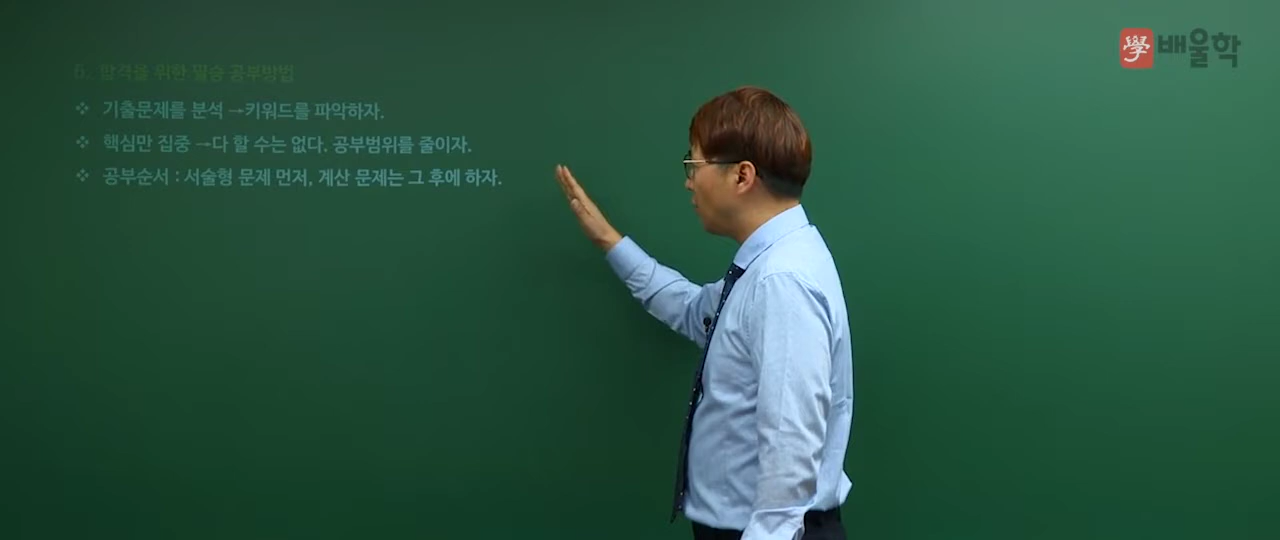 學 배울학
5. 합격을 위한 필승 공부방법
❖ 기출문제를 분석 →키워드를 파악하자.
❖ 핵심만 집중 →다 할 수는 없다. 공부범위를 줄이자.
❖ 공부순서 : 서술형 문제 먼저, 계산 문제는 그 후에 하자.